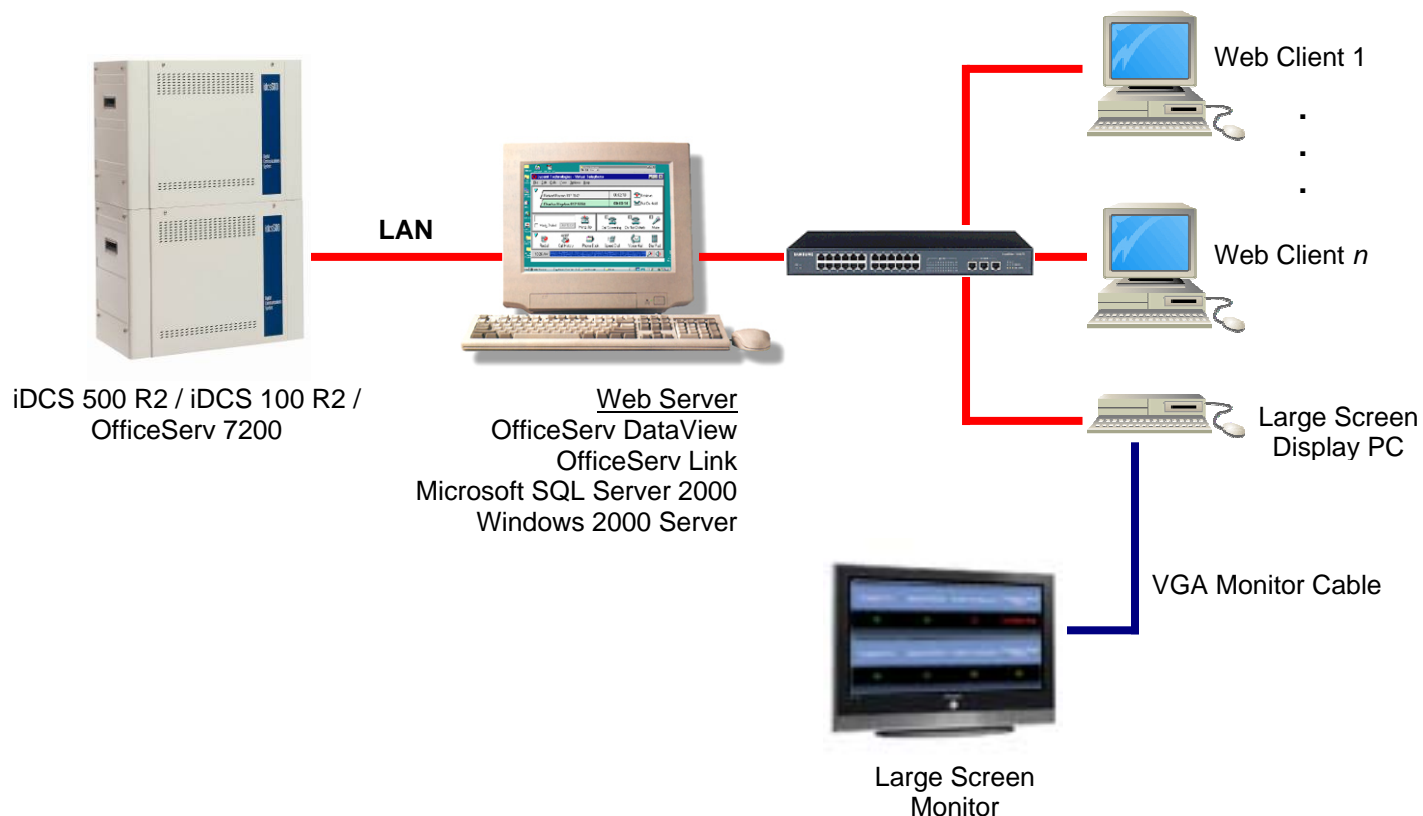 Web Client 1
.
.
.
LAN
Web Client n
SAMSUNG
iDCS 500 R2 / iDCS 100 R2 /
OfficeServ 7200
Web Server
OfficeServ DataView
OfficeServ Link
Microsoft SQL Server 2000
Windows 2000 Server
Large Screen
Display PC
VGA Monitor Cable
Large Screen
Monitor